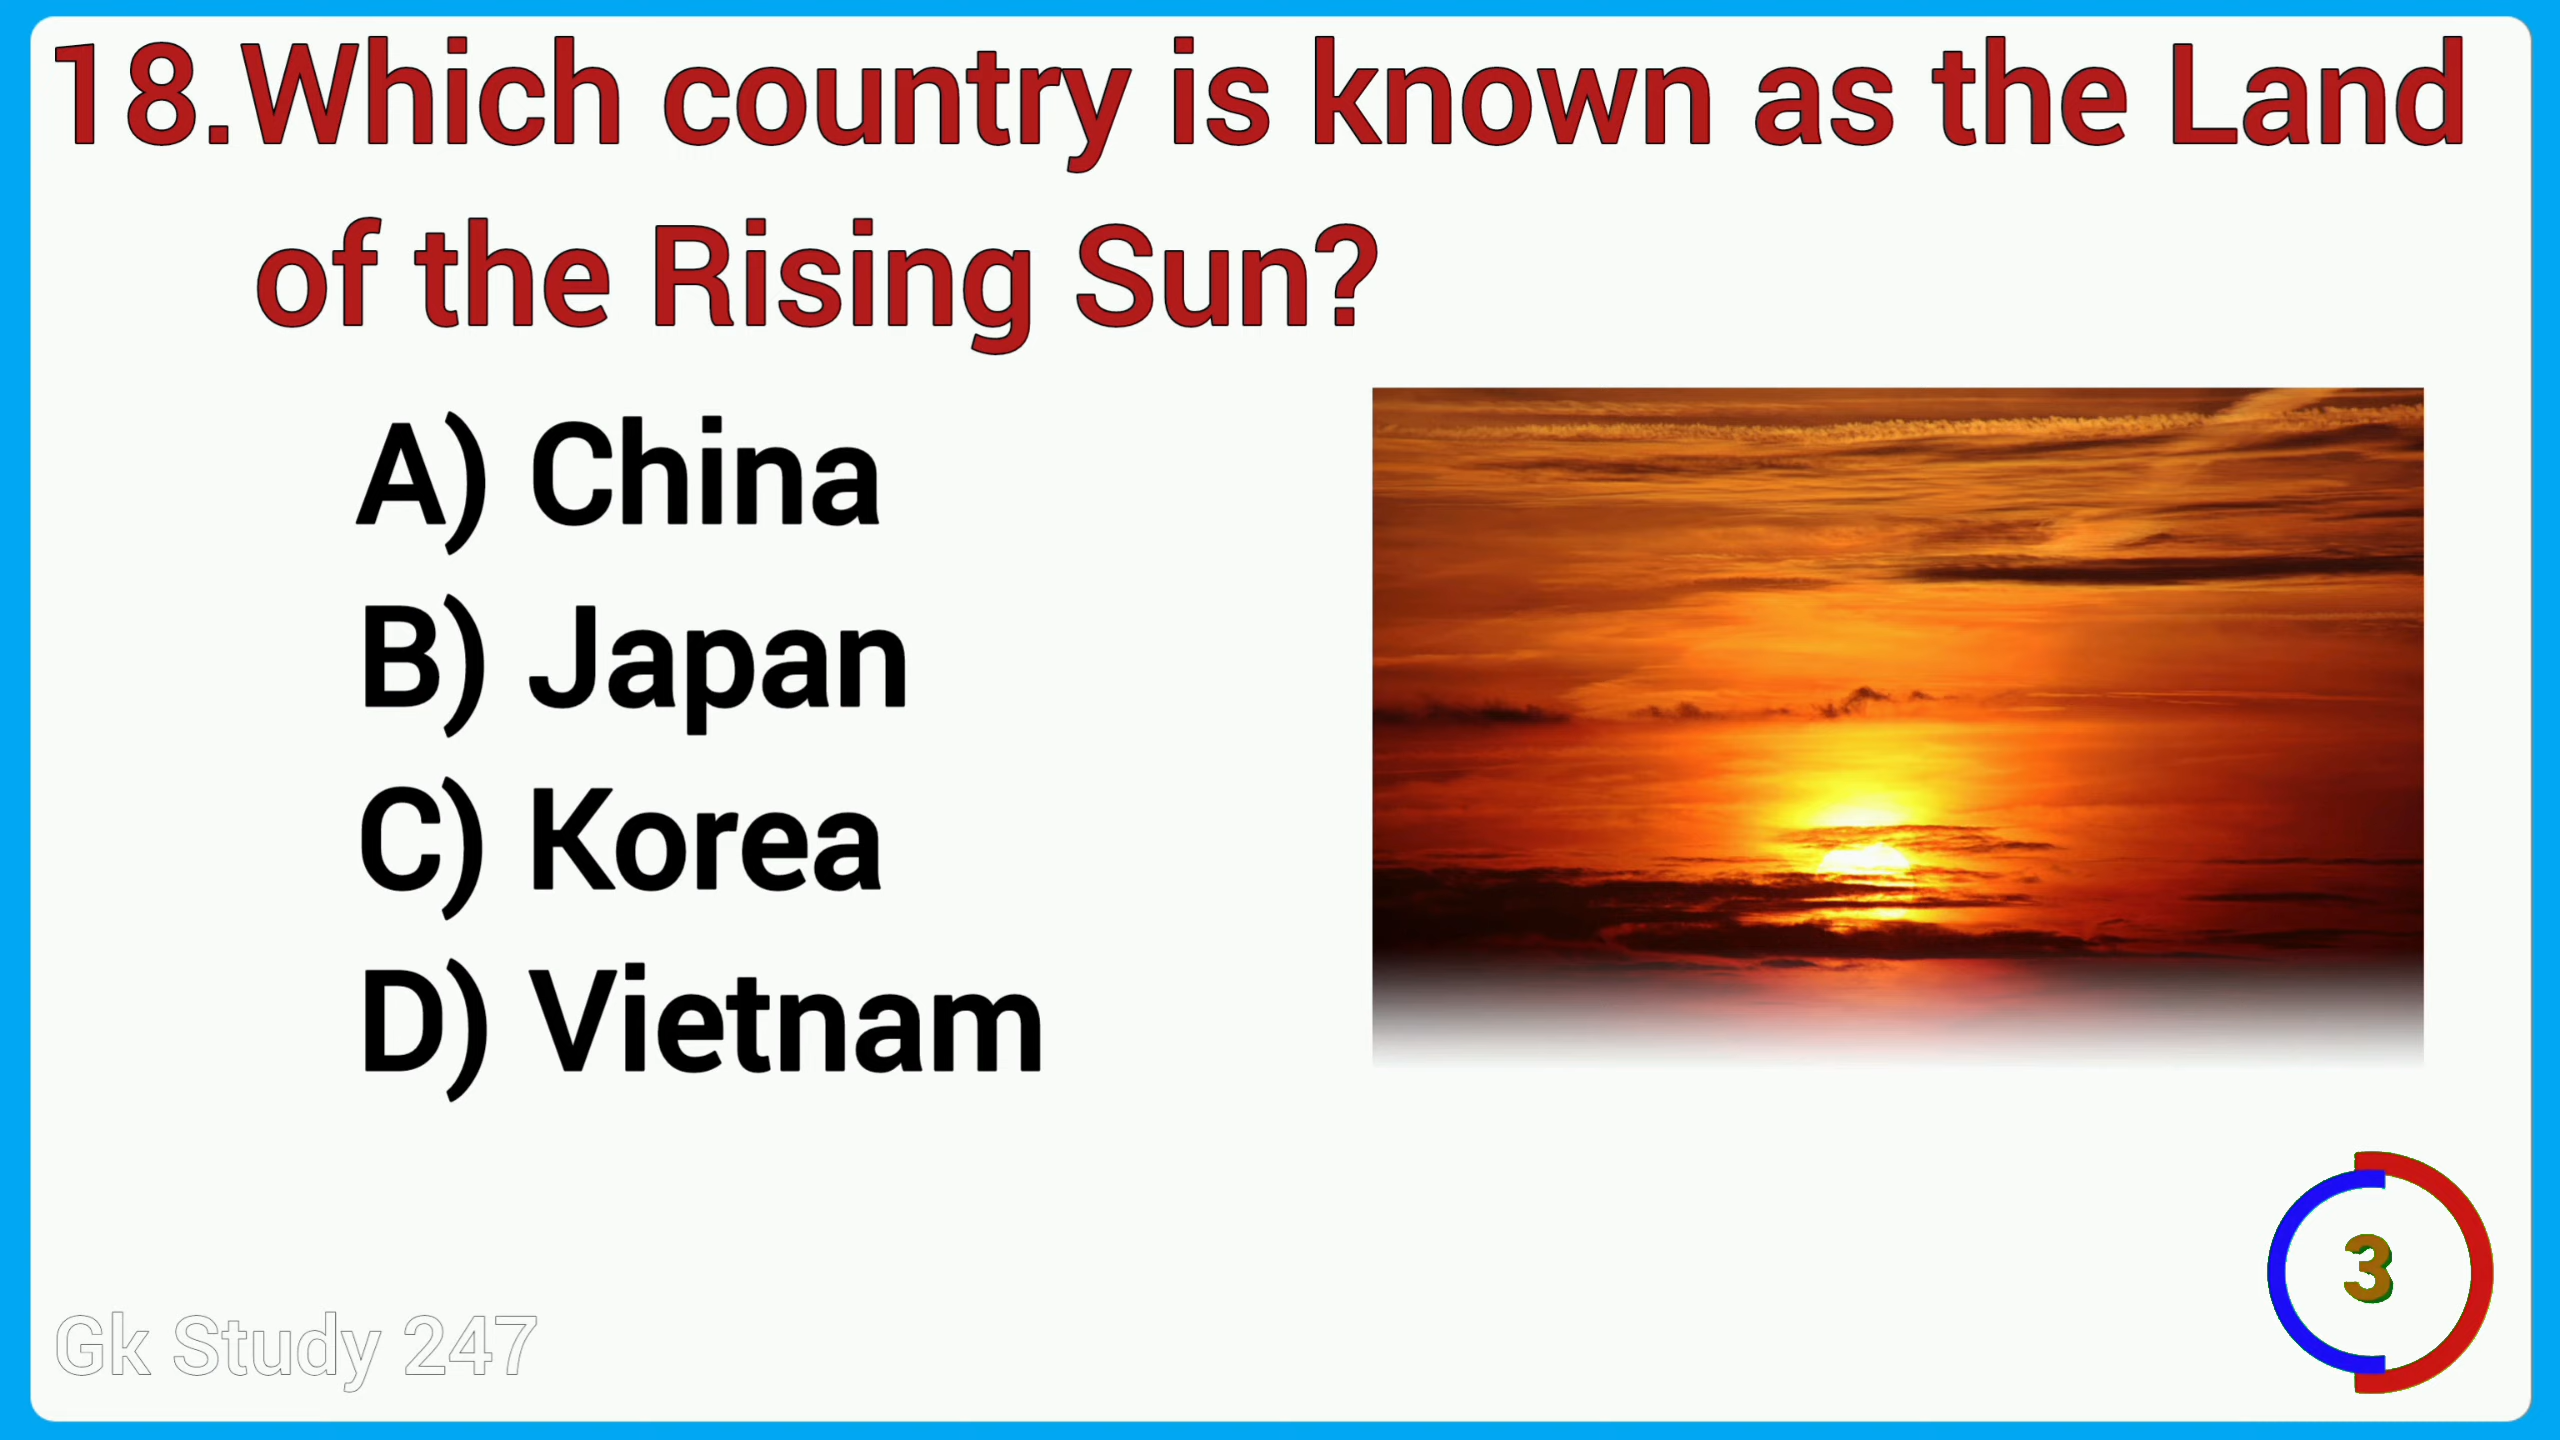 18.Which country is known as the Land
of the Rising Sun?
A) China
B) Japan
C) Korea
D) Vietnam
3
Gk Study 247